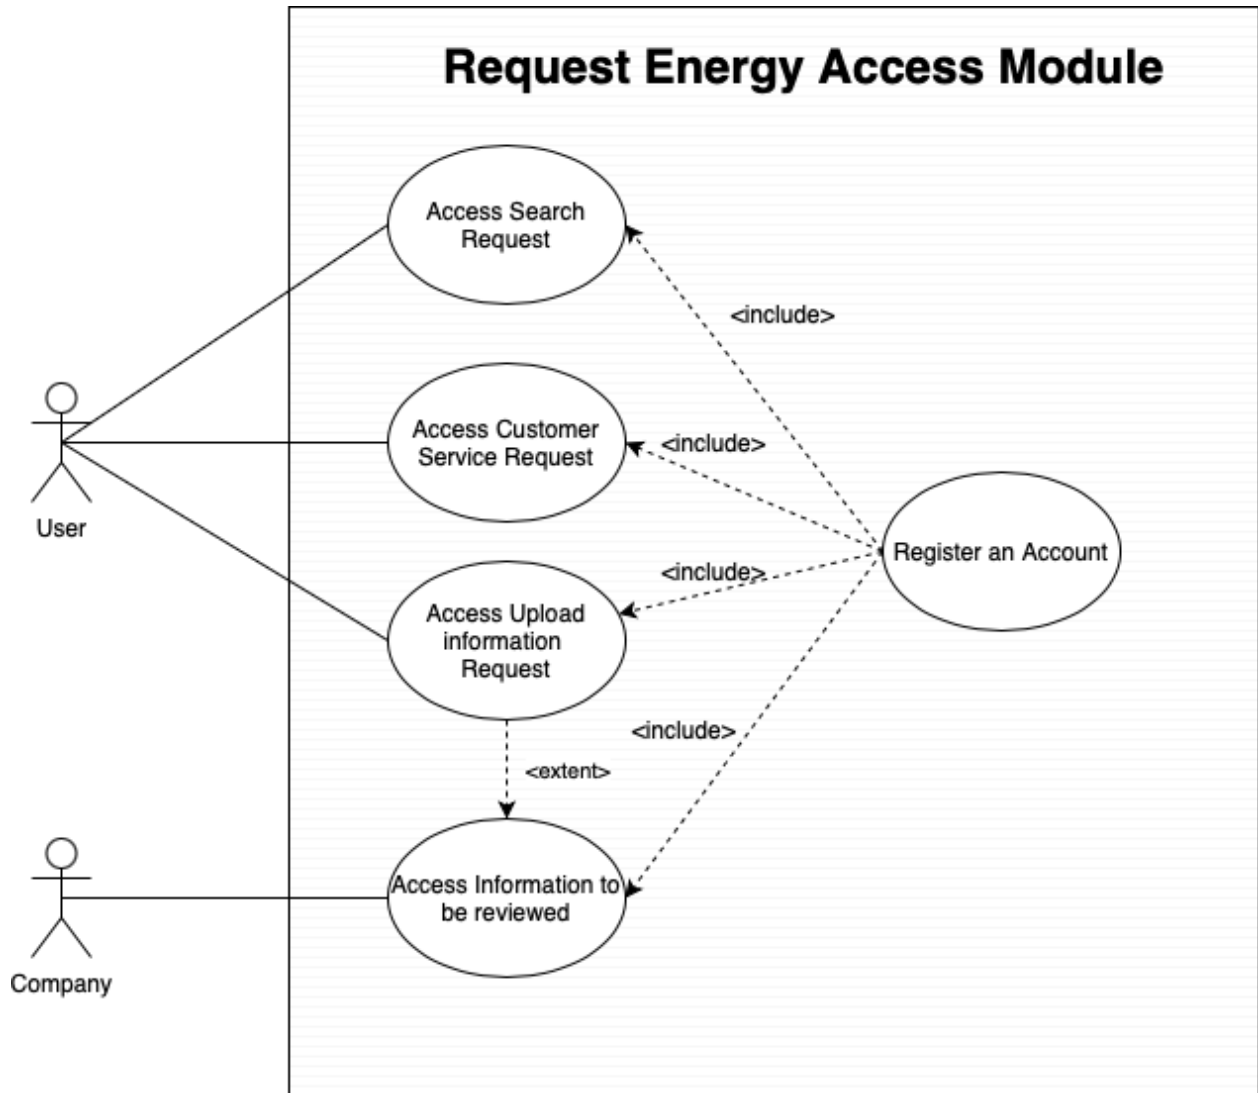 Request Energy Access Module
Access Search
Request
<include>
Access Customer
Service Request
<include>
User
Register an Account
<include>
Access Upload
information
Request
<include>
<extent>
Access Information to
be reviewed
Company